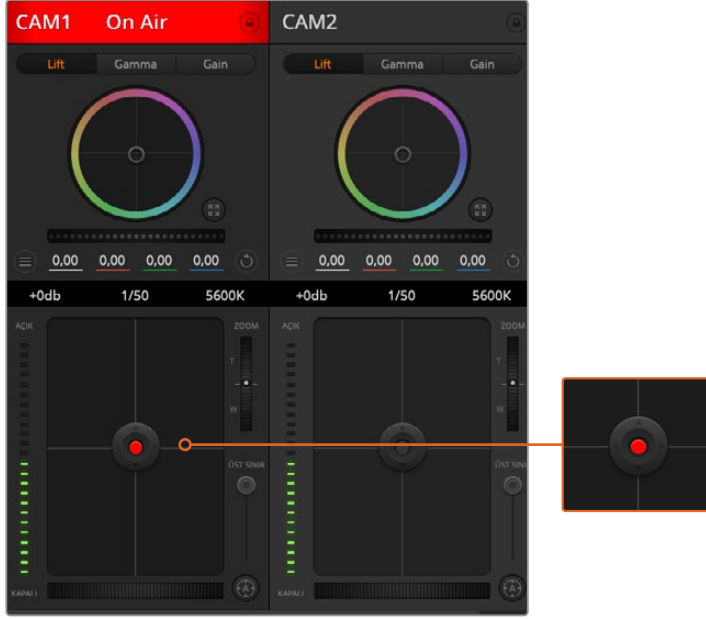 CAM1 On Air
CAM2
Lift Gamma Gain
Lift Gamma Gain
0,00 0,00 0,00 0,00
0,00 0,00 0,00 0,00
+0db 1/50 5600K
+0db 1/50 5600K
AÇIK
ZOOM
T
W
ÜST SINIR
KAPALI
A
AÇIK
ZOOM
T
W
ÜST SINI
KAPALI
A